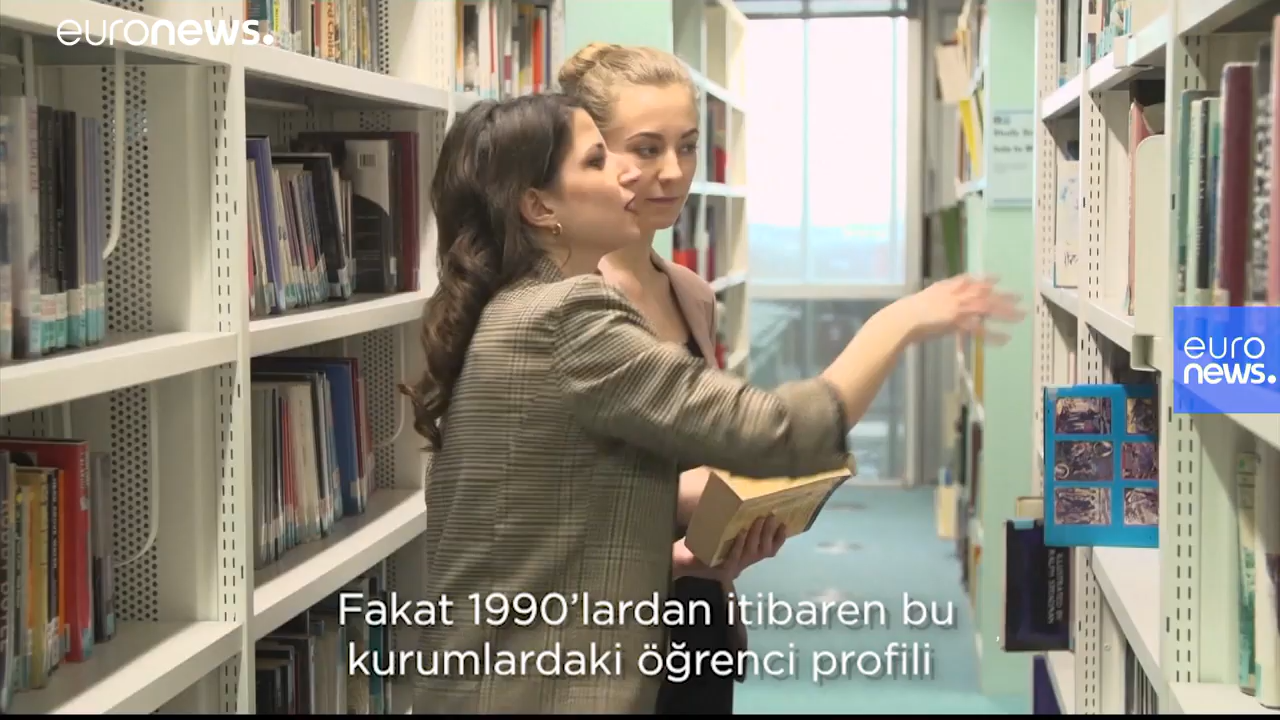 euronews.
euro
news.
Fakat 1990’lardan itibaren bu
kurumlardaki öğrenci profili